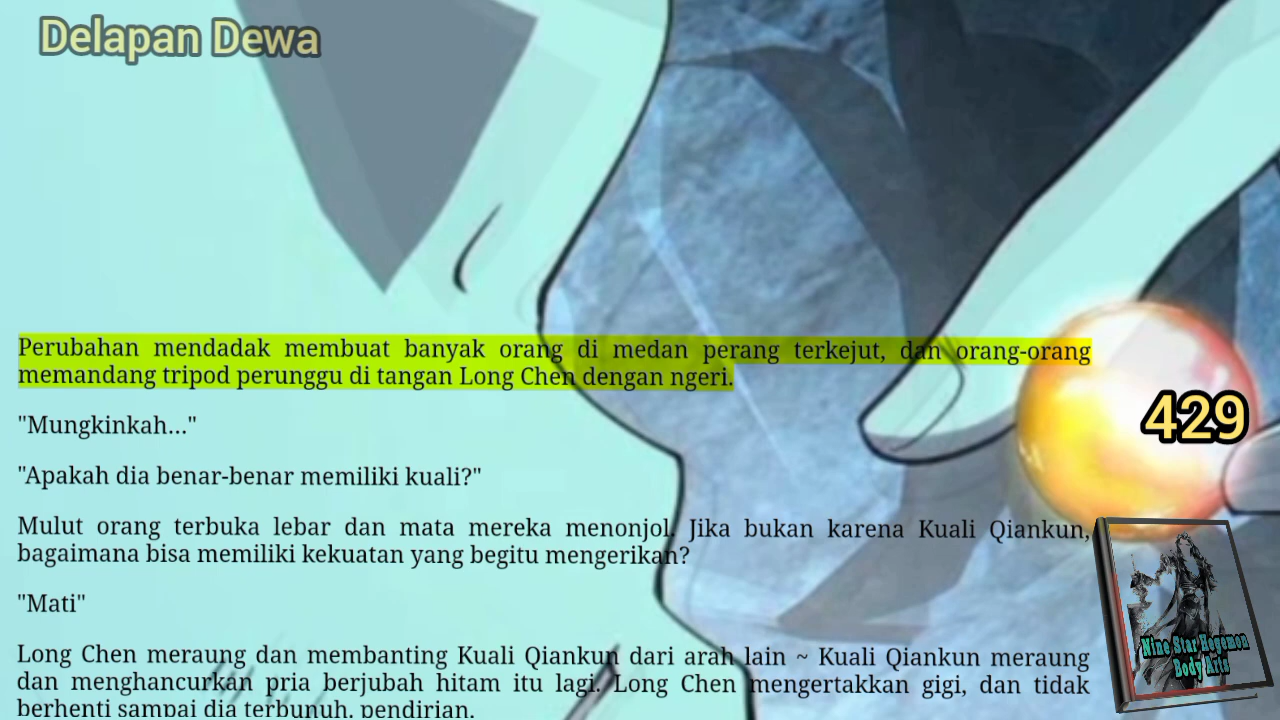 Delapan Dewa
Perubahan mendadak membuat banyak orang di medan perang terkejut, dan orang-orang
memandang tripod perunggu di tangan Long Chen dengan ngeri.
"Mungkinkah..."
"Apakah dia benar-benar memiliki kuali?"
429
Mulut orang terbuka lebar dan mata mereka menonjol. Jika bukan karena Kuali Qiankun,
bagaimana bisa memiliki kekuatan yang begitu mengerikan?
"Mati"
Long Chen meraung dan membanting Kuali Qiankun dari arah lain ~ Kuali Qiankun meraung
dan menghancurkan pria berjubah hitam itu lagi. Long Chen mengertakkan gigi, dan tidak
berhenti sampai dia terbunuh. pendirian.
Nine Star Hegemon
Body Arts